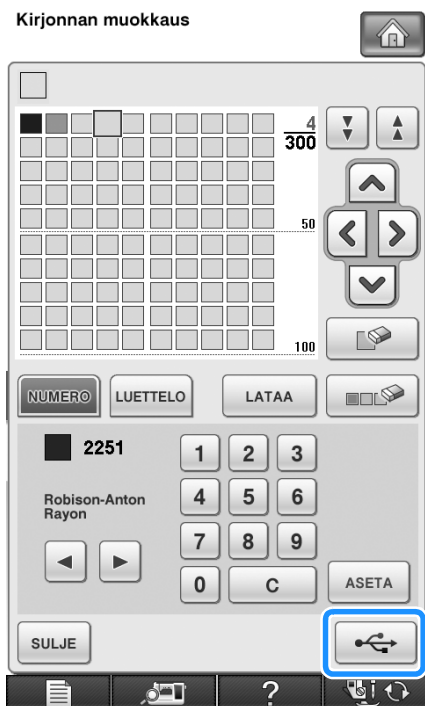 Kirjonnan muokkaus
4
300
50
100
NUMERO LUETTELO LATAA
2251
Robison-Anton
Rayon
1 2 3
4 5 6
7 8 9
0 C
ASETA
SULJE
?